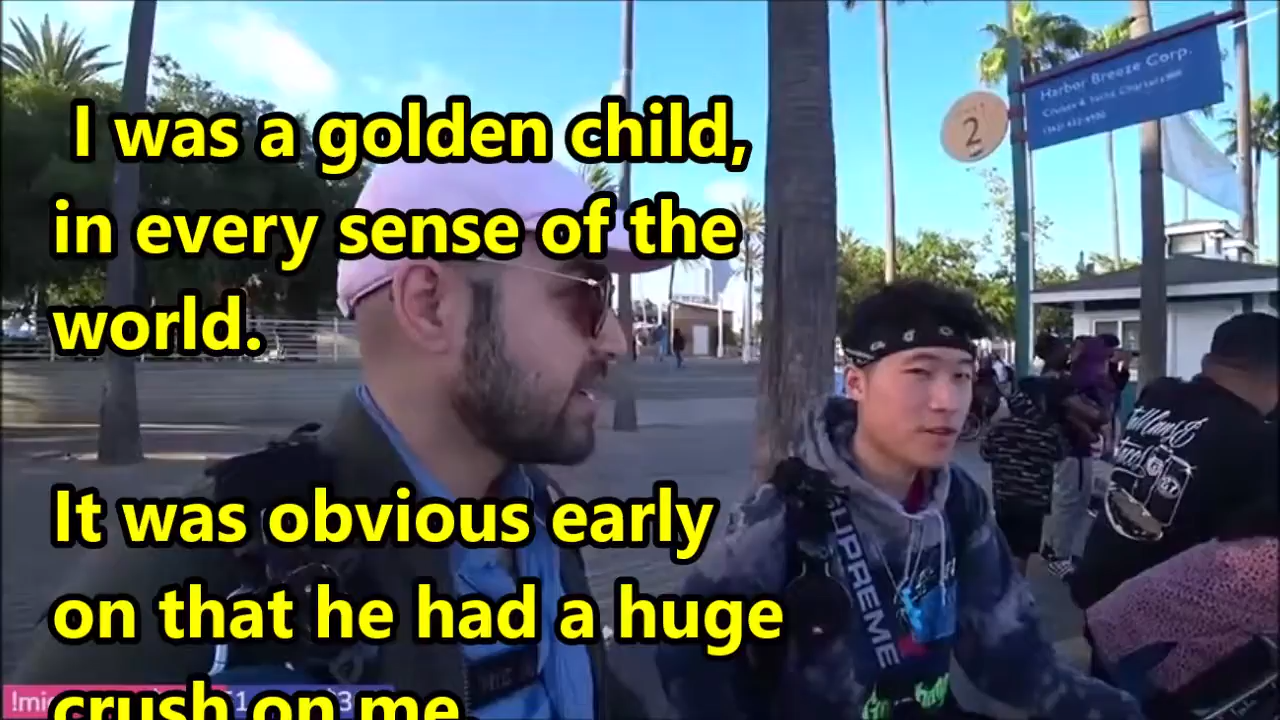 I was a golden child,
in every sense of the
world.
It was obvious early
on that he had a huge
crush on me
Harbor Breeze Corp.
2
SUPREME
!mi